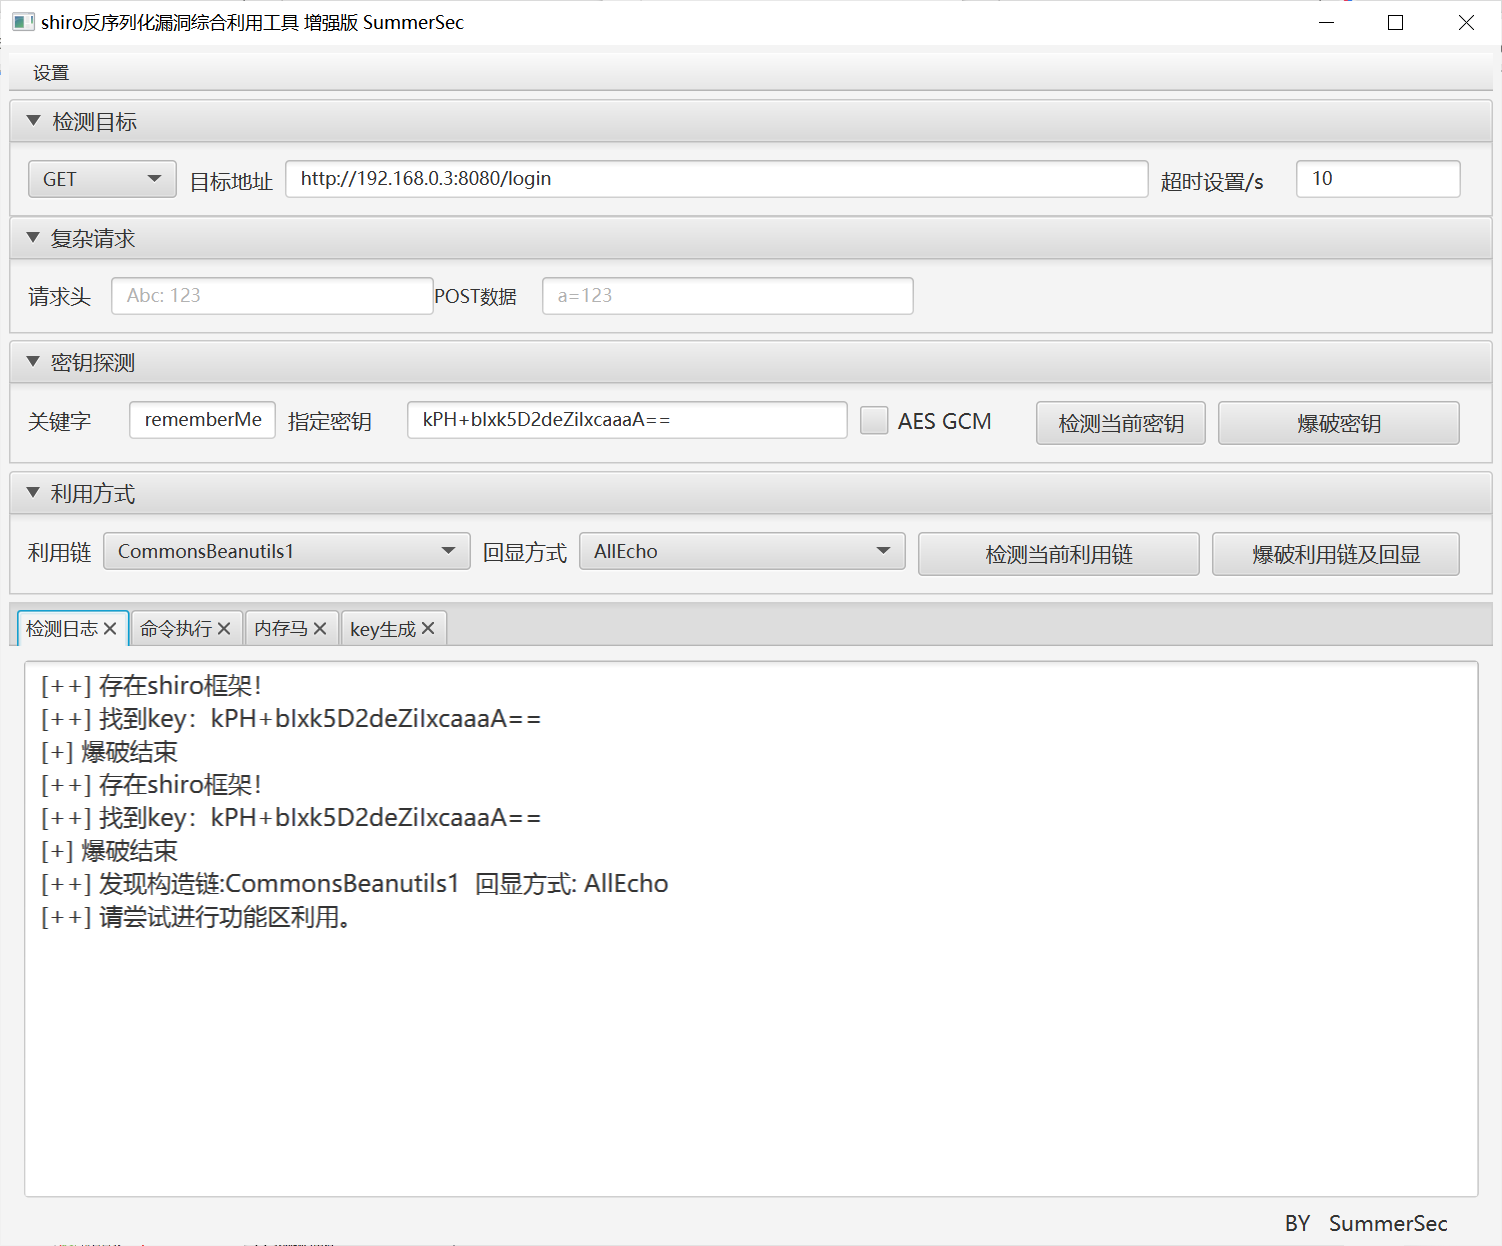 shiro反序列化漏洞综合利用工具 增强版 SummerSec
设置
检测目标
GET 目标地址 http://192.168.0.3:8080/login 超时设置/s 10
复杂请求
请求头 Abc: 123 POST数据 a=123
密钥探测
关键字 rememberMe 指定密钥 kPH+bIxk5D2deZiIxcaaaA== AES GCM 检测当前密钥 爆破密钥
利用方式
利用链 CommonsBeanutils1 回显方式 AllEcho 检测当前利用链 爆破利用链及回显
检测日志 命令执行 内存马 key生成
[++] 存在shiro框架！
[++] 找到key：kPH+bIxk5D2deZiIxcaaaA==
[+] 爆破结束
[++] 存在shiro框架！
[++] 找到key：kPH+bIxk5D2deZiIxcaaaA==
[+] 爆破结束
[++] 发现构造链:CommonsBeanutils1 回显方式: AllEcho
[++] 请尝试进行功能区利用。
BY SummerSec